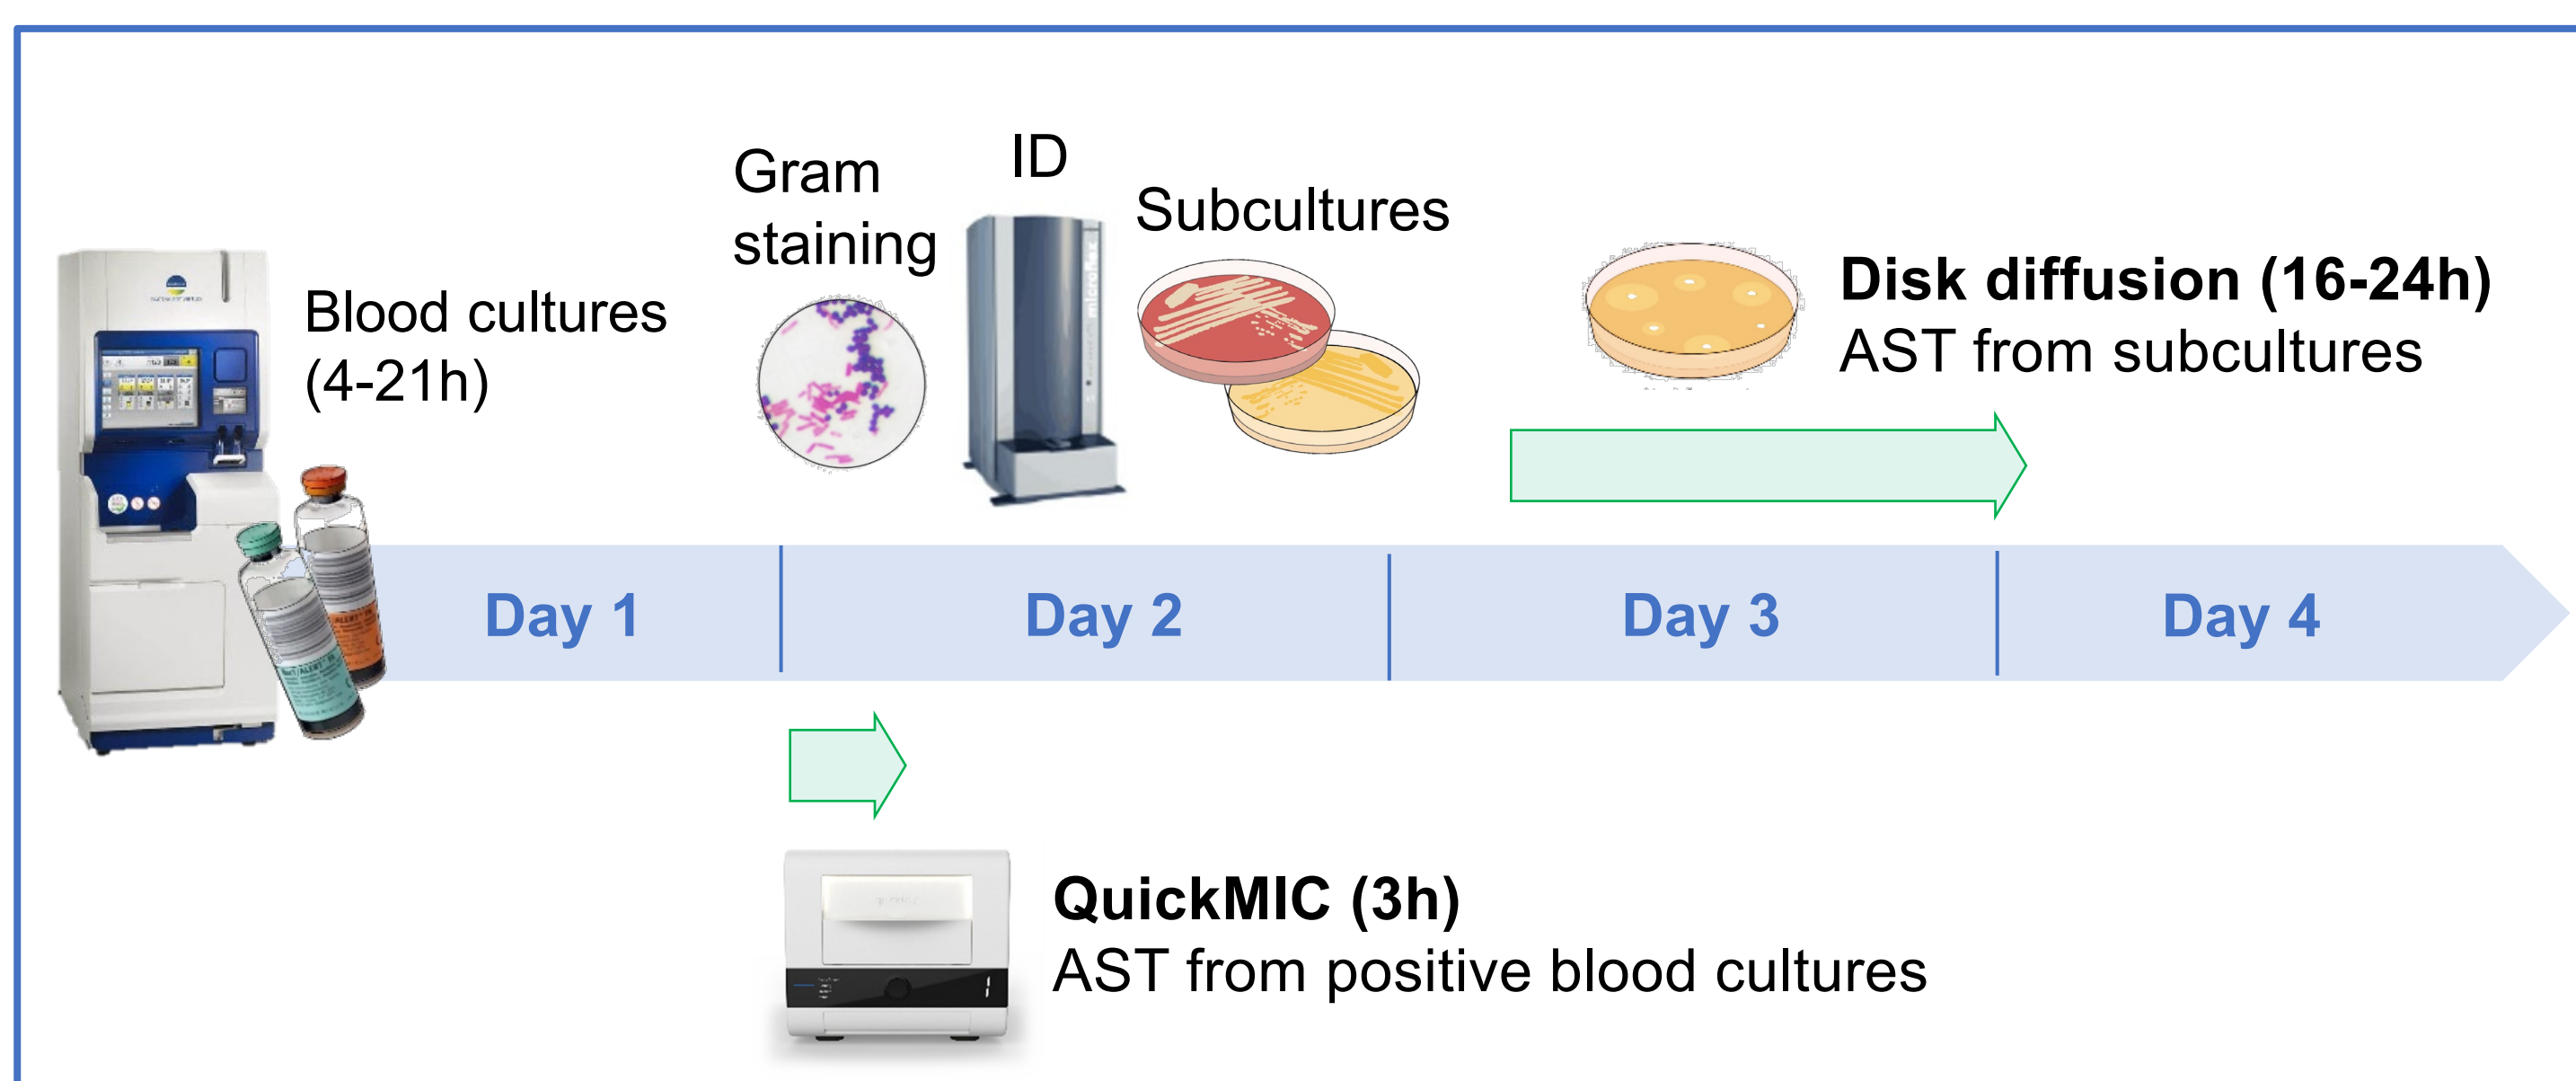 Gram
staining
ID
Subcultures
Blood cultures
(4-21h)
microflex
Disk diffusion (16-24h)
AST from subcultures
Day 1
Day 2
Day 3
Day 4
QuickMIC (3h)
AST from positive blood cultures